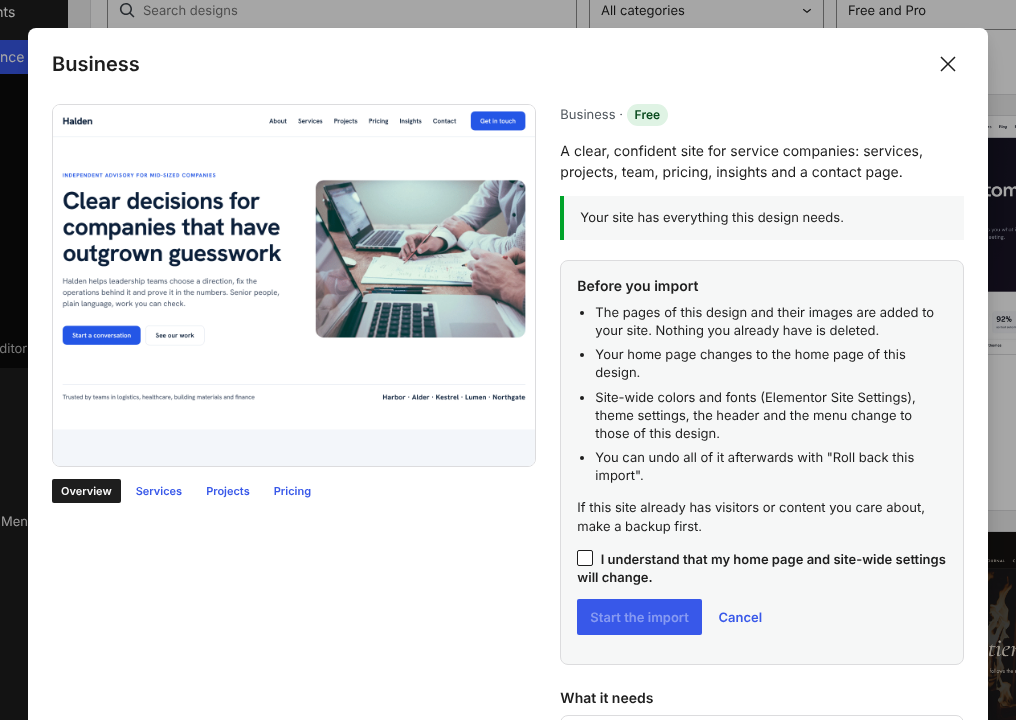 nts
Search designs
All categories
Free and Pro
nce
Business
Halden
About
Services
Projects
Pricing
Insights
Contact
Get in touch
INDEPENDENT ADVISORY FOR MID-SIZED COMPANIES
Clear decisions for
companies that have
outgrown guesswork
Halden helps leadership teams choose a direction, fix the
operations behind it and prove it in the numbers. Senior people,
plain language, work you can check.
Start a conversation
See our work
Trusted by teams in logistics, healthcare, building materials and finance
Harbor · Alder · Kestrel · Lumen · Northgate
Overview
Services
Projects
Pricing
Business · Free
A clear, confident site for service companies: services,
projects, team, pricing, insights and a contact page.
Your site has everything this design needs.
Before you import
• The pages of this design and their images are added to
your site. Nothing you already have is deleted.
• Your home page changes to the home page of this
design.
• Site-wide colors and fonts (Elementor Site Settings),
theme settings, the header and the menu change to
those of this design.
• You can undo all of it afterwards with "Roll back this
import".
If this site already has visitors or content you care about,
make a backup first.
I understand that my home page and site-wide settings
will change.
Start the import
Cancel
What it needs
ditor
Men
tom
92%
tier